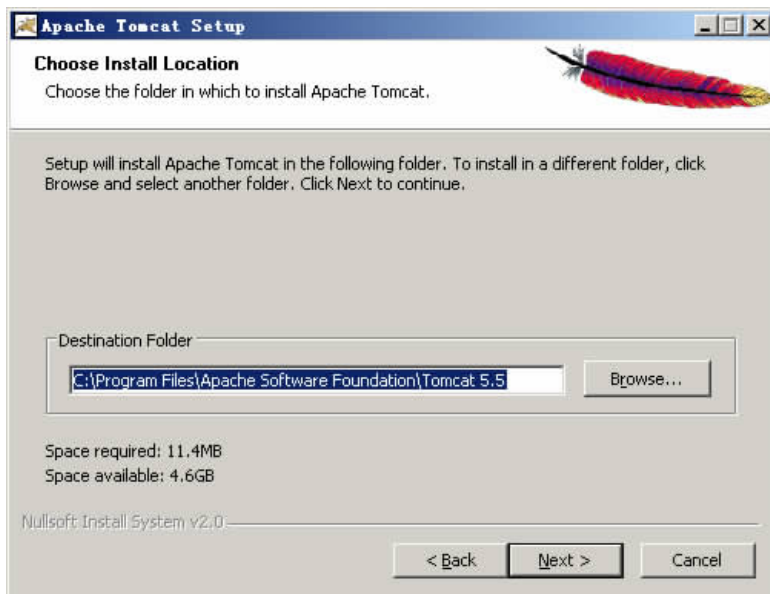 Apache Tomcat Setup
Choose Install Location
Choose the folder in which to install Apache Tomcat.
Setup will install Apache Tomcat in the following folder. To install in a different folder, click
Browse and select another folder. Click Next to continue.
Destination Folder
C:\Program Files\Apache Software Foundation\Tomcat 5.5
Browse...
Space required: 11.4MB
Space available: 4.6GB
Nullsoft Install System v2.0
< Back
Next >
Cancel